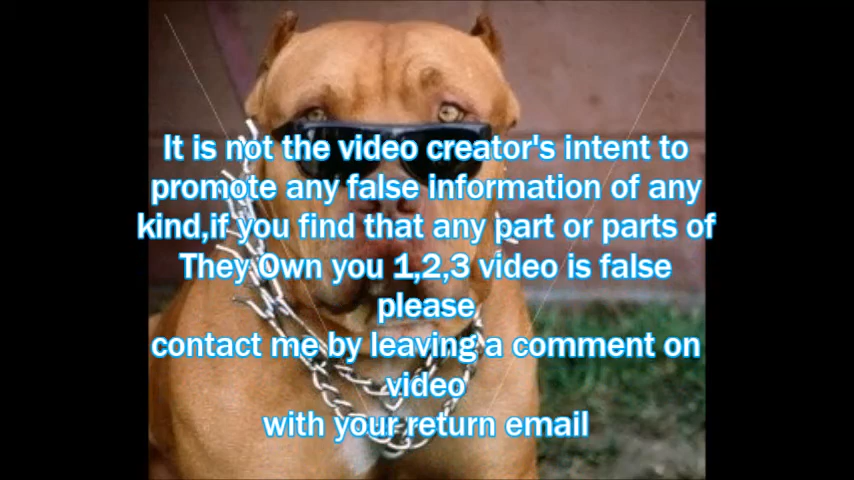 It is not the video creator's intent to
promote any false information of any
kind,if you find that any part or parts of
They Own you 1,2,3 video is false
please
contact me by leaving a comment on
video
with your return email